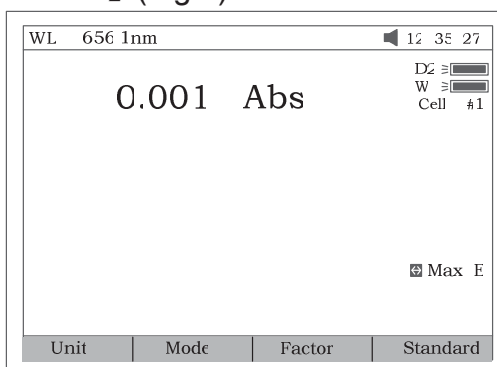 WL 656 1nm 12 35 27
D2
0.001 Abs
W
Cell #1
Max E
Unit Mode Factor Standard